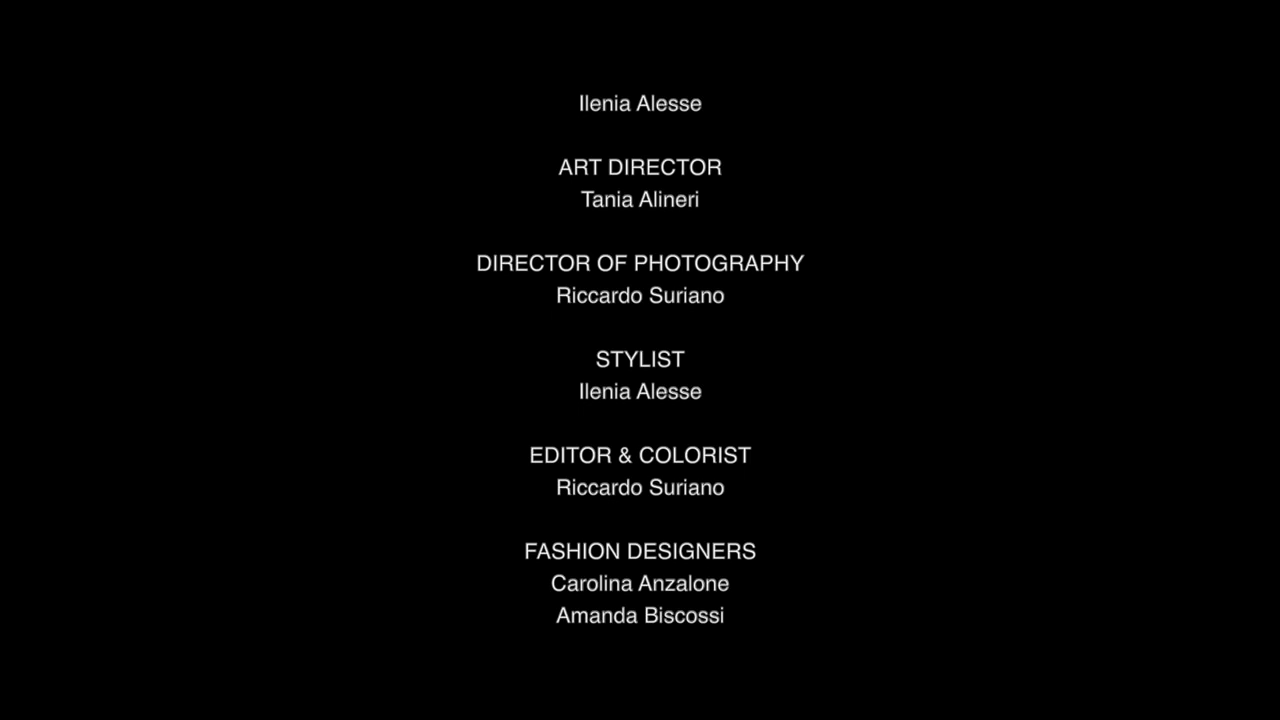 Ilenia Alesse
ART DIRECTOR
Tania Alineri
DIRECTOR OF PHOTOGRAPHY
Riccardo Suriano
STYLIST
Ilenia Alesse
EDITOR & COLORIST
Riccardo Suriano
FASHION DESIGNERS
Carolina Anzalone
Amanda Biscossi